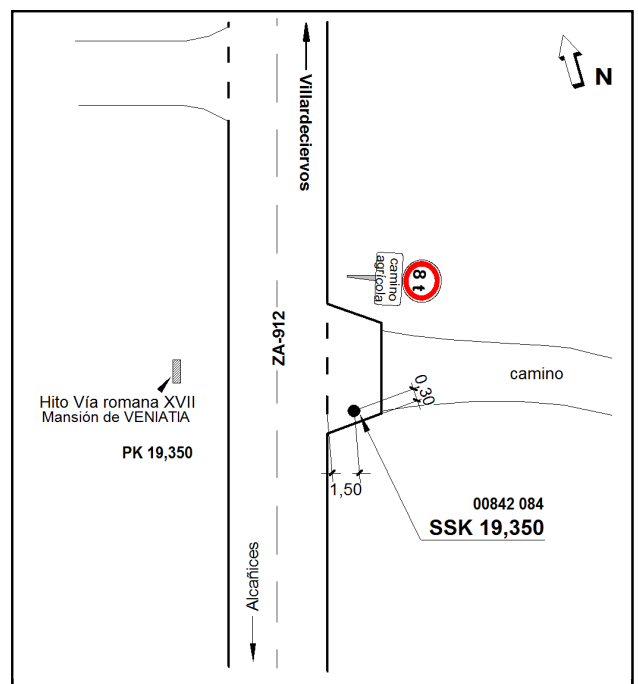 Villardeciervos
N
8 t
camino
agrícola
ZA-912
camino
Hito Vía romana XVII
Mansión de VENIATIA
PK 19,350
0,30
1,50
00842 084
SSK 19,350
Alcañices